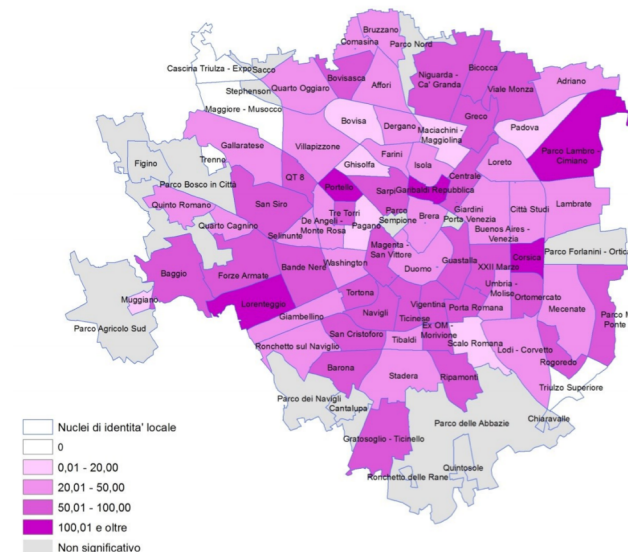 Bruzzano
Comasina
Parco Nord
Cascina Triulza - Expo
Sacco
Bovisasca
Niguarda -
Ca' Granda
Bicocca
Stephenson
Quarto Oggiaro
Affori
Viale Monza
Adriano
Maggiore - Musocco
Greco
Bovisa
Dergano
Maciachini -
Maggiolina
Padova
Gallaratese
Villapizzone
Farini
Parco Lambro -
Cimiano
Figino
Trenno
Ghisolfa
Isola
Loreto
QT 8
Centrale
Parco Bosco in Città
Portello
Sarpi
Garibaldi Repubblica
Quinto Romano
San Siro
Tre Torri
Parco
Sempione
Brera
Giardini
Porta Venezia
Città Studi
Lambrate
Quarto Cagnino
De Angeli -
Monte Rosa
Pagano
Buenos Aires -
Venezia
Selinunte
Magenta -
San Vittore
Parco Forlanini - Ortica
Baggio
Forze Armate
Bande Nere
Washington
Duomo
Guastalla
XXII Marzo
Corsica
Muggiano
Lorenteggio
Tortona
Umbria -
Molise
Ortomercato
Giambellino
Navigli
Vigentina
Ticinese
Porta Romana
Mecenate
Parco M
Ponte
Parco Agricolo Sud
San Cristoforo
Ex OM -
Morivione
Ronchetto sul Naviglio
Tibaldi
Scalo Romana
Lodi - Corvetto
Rogoredo
Barona
Stadera
Ripamonti
Triulzo Superiore
Parco dei Navigli
Cantalupa
Parco delle Abbazie
Chiaravalle
Gratosoglio - Ticinello
Quintosole
Ronchetto delle Rane
Nuclei di identita' locale
0
0,01 - 20,00
20,01 - 50,00
50,01 - 100,00
100,01 e oltre
Non significativo